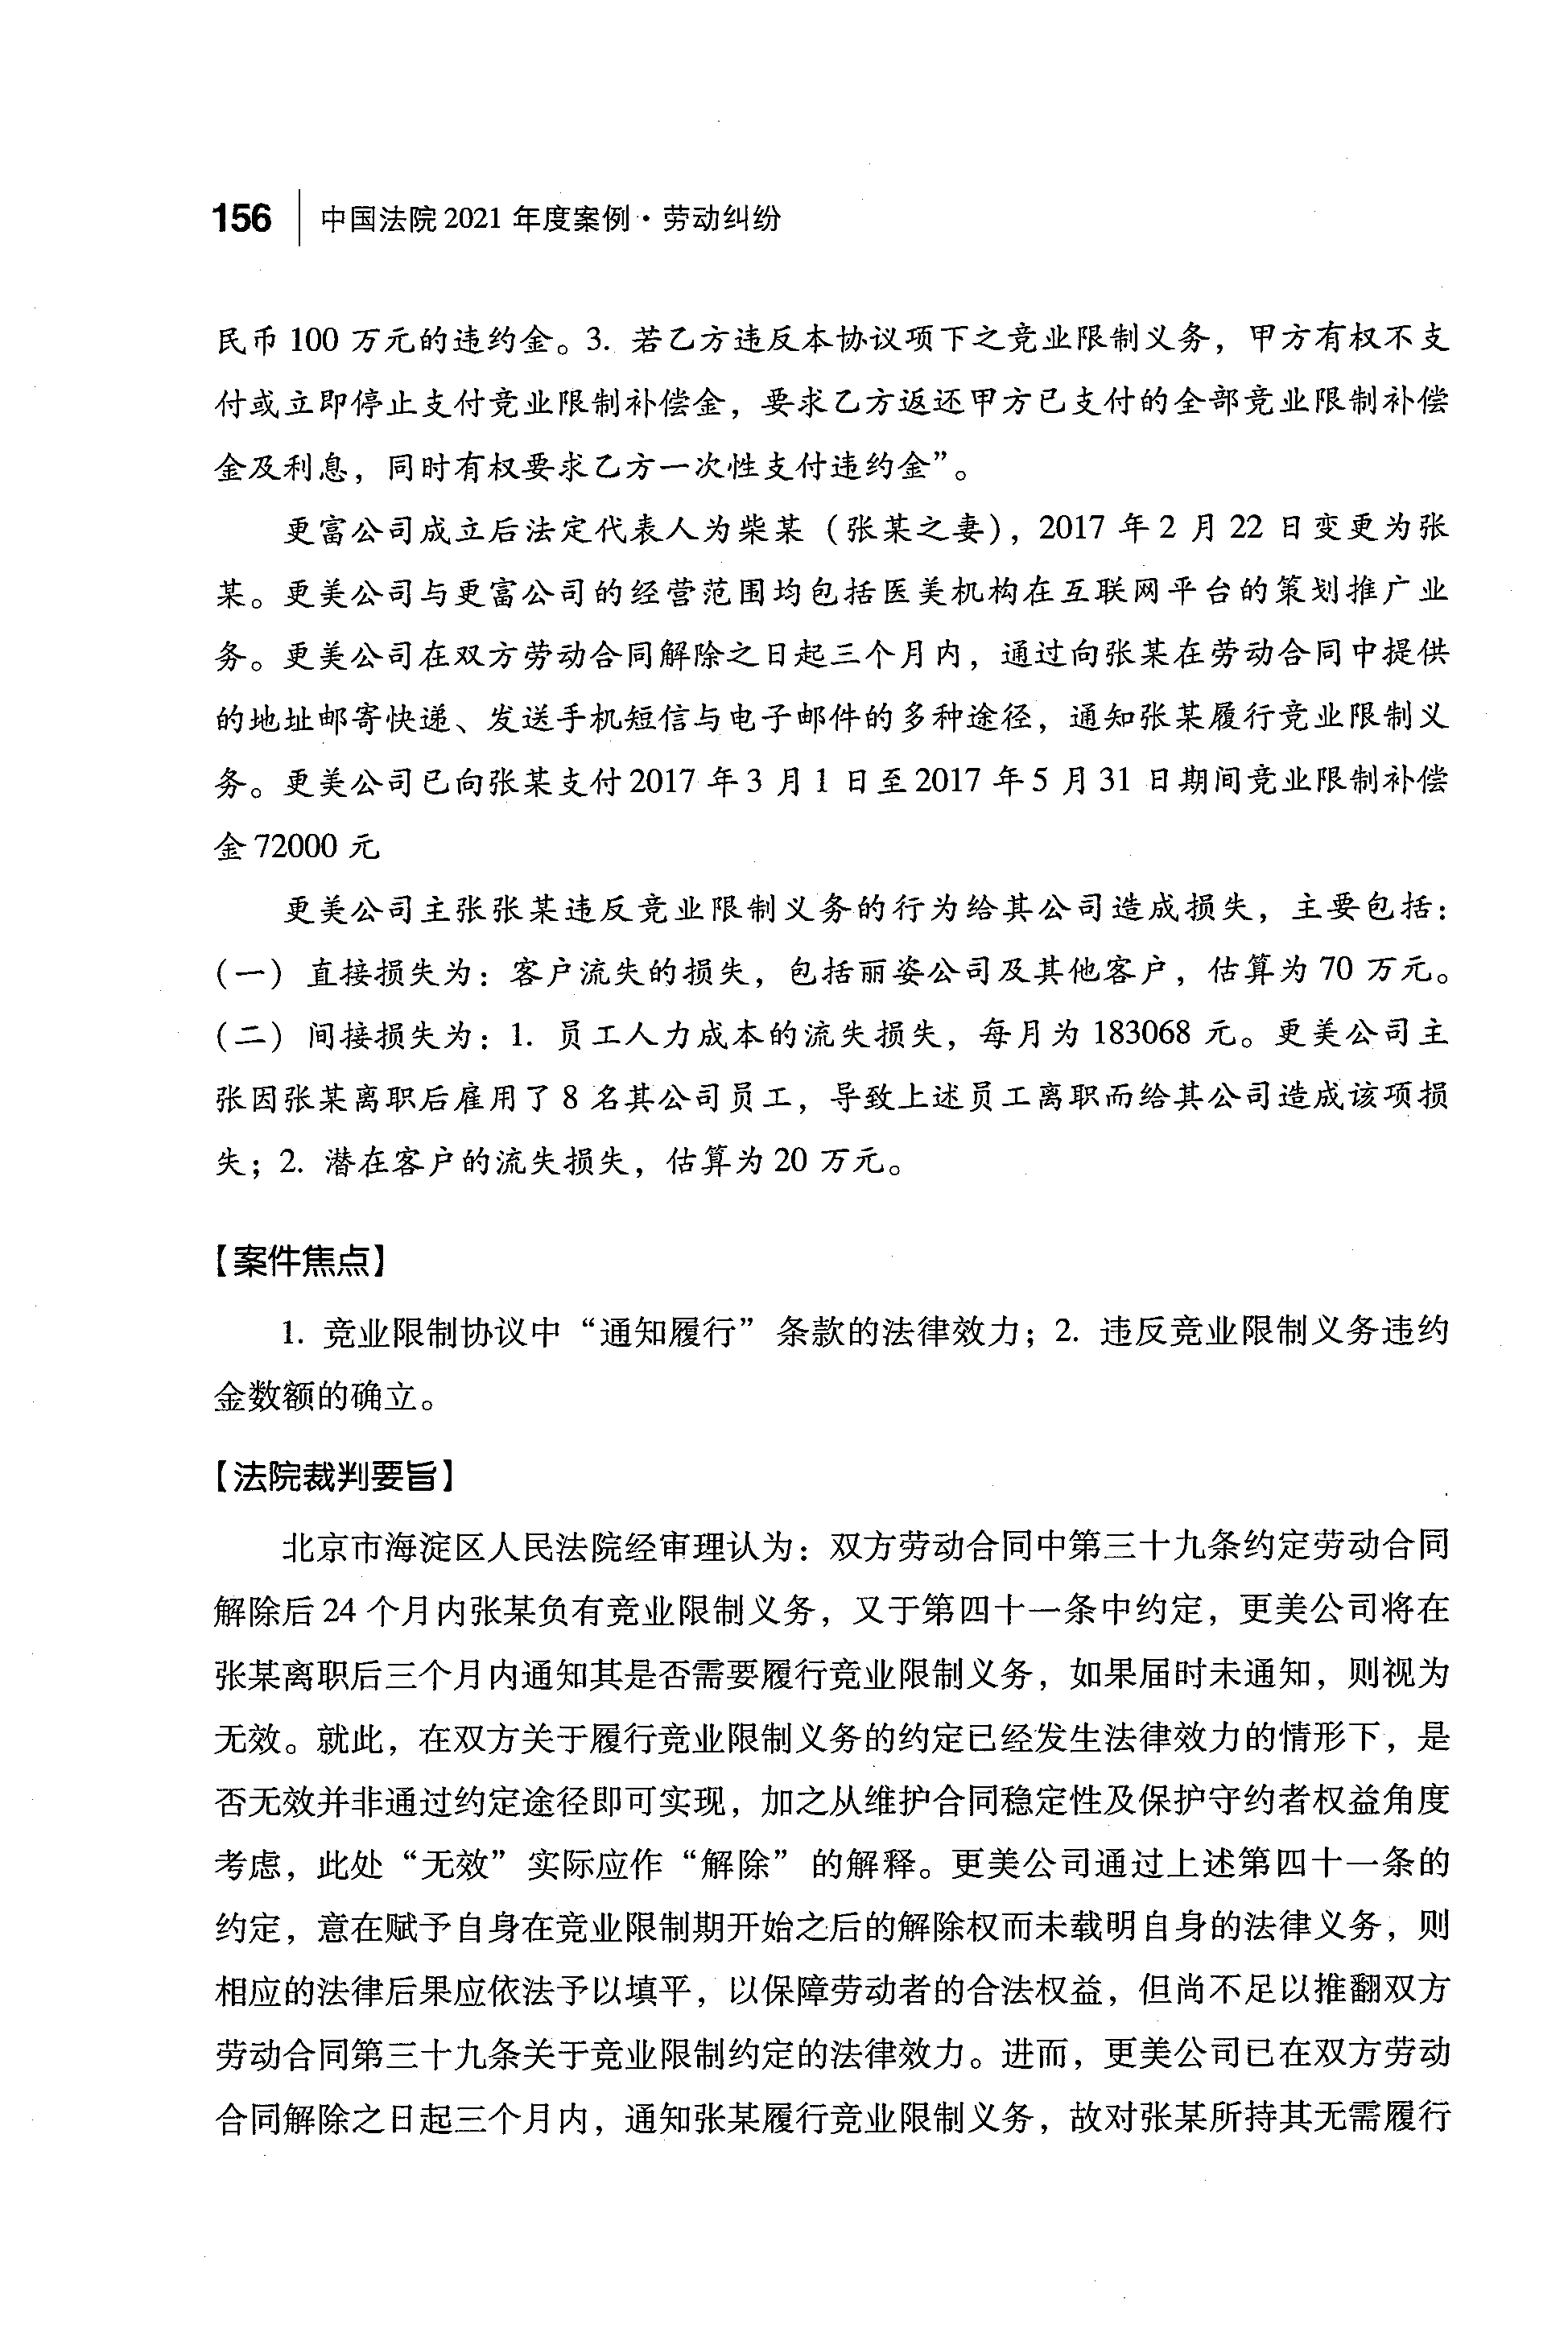 156 中国法院 2021 年度案例·劳动纠纷
民币 100 万元的违约金。3. 若乙方违反本协议项下之竞业限制义务，甲方有权不支
付或立即停止支付竞业限制补偿金，要求乙方返还甲方已支付的全部竞业限制补偿
金及利息，同时有权要求乙方一次性支付违约金”。
更富公司成立后法定代表人为柴某（张某之妻），2017 年 2 月 22 日变更为张
某。更美公司与更富公司的经营范围均包括医美机构在互联网平台的策划推广业
务。更美公司在双方劳动合同解除之日起三个月内，通过向张某在劳动合同中提供
的地址邮寄快递、发送手机短信与电子邮件的多种途径，通知张某履行竞业限制义
务。更美公司已向张某支付 2017 年 3 月 1 日至 2017 年 5 月 31 日期间竞业限制补偿
金 72000 元
更美公司主张张某违反竞业限制义务的行为给其公司造成损失，主要包括：
（一）直接损失为：客户流失的损失，包括丽姿公司及其他客户，估算为 70 万元。
（二）间接损失为：1. 员工人力成本的流失损失，每月为 183068 元。更美公司主
张因张某离职后雇用了 8 名其公司员工，导致上述员工离职而给其公司造成该项损
失；2. 潜在客户的流失损失，估算为 20 万元。
【案件焦点】
1. 竞业限制协议中“通知履行”条款的法律效力；2. 违反竞业限制义务违约
金数额的确立。
【法院裁判要旨】
北京市海淀区人民法院经审理认为：双方劳动合同中第三十九条约定劳动合同
解除后 24 个月内张某负有竞业限制义务，又于第四十一条中约定，更美公司将在
张某离职后三个月内通知其是否需要履行竞业限制义务，如果届时未通知，则视为
无效。就此，在双方关于履行竞业限制义务的约定已经发生法律效力的情形下，是
否无效并非通过约定途径即可实现，加之从维护合同稳定性及保护守约者权益角度
考虑，此处“无效”实际应作“解除”的解释。更美公司通过上述第四十一条的
约定，意在赋予自身在竞业限制期开始之后的解除权而未载明自身的法律义务，则
相应的法律后果应依法予以填平，以保障劳动者的合法权益，但尚不足以推翻双方
劳动合同第三十九条关于竞业限制约定的法律效力。进而，更美公司已在双方劳动
合同解除之日起三个月内，通知张某履行竞业限制义务，故对张某所持其无需履行